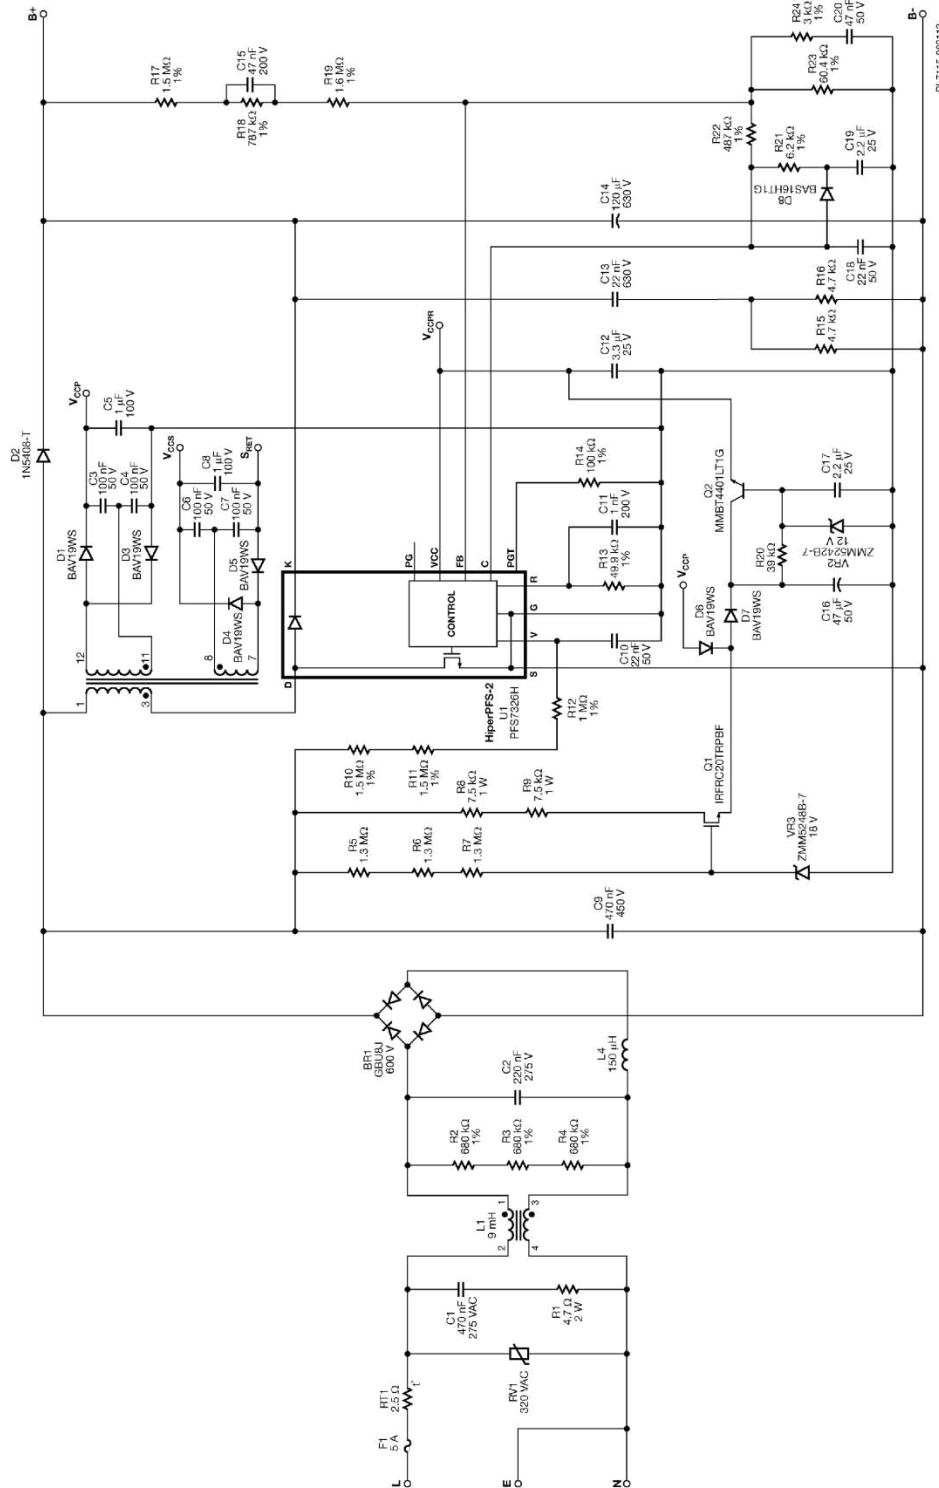 L
E
N
F1
5 A
RT1
2.5 Ω
t°
RV1
320 VAC
C1
470 nF
275 VAC
R1
4.7 Ω
2 W
L1
9 mH
2
1
4
3
R2
680 kΩ
1%
R3
680 kΩ
1%
R4
680 kΩ
1%
C2
220 nF
275 V
L4
150 µH
BR1
GBU8J
600 V
C9
470 nF
450 V
R5
1.3 MΩ
R6
1.3 MΩ
R7
1.3 MΩ
VR3
ZMM5248B-7
18 V
R10
1.5 MΩ
1%
R11
1.5 MΩ
1%
R8
7.5 kΩ
1 W
R9
7.5 kΩ
1 W
Q1
IRFRC20TRPBF
R12
1 MΩ
1%
1
3
12
11
8
7
D1
BAV19WS
D3
BAV19WS
D4
BAV19WS
D5
BAV19WS
C3
100 nF
50 V
C4
100 nF
50 V
C5
1 µF
100 V
VCCP
C6
100 nF
50 V
C7
100 nF
50 V
C8
1 µF
100 V
VCCS
SRET
D2
1N5408-T
HiperPFS-2
U1
PFS7326H
D
S
V
G
R
K
PG
VCC
FB
C
PGT
CONTROL
C10
22 nF
50 V
R13
49.9 kΩ
1%
C11
1 nF
200 V
R14
100 kΩ
1%
VCCP
D6
BAV19WS
D7
BAV19WS
C16
47 µF
50 V
R20
39 kΩ
VR2
ZMM5242B-7
12 V
C17
2.2 µF
25 V
Q2
MMBT4401LT1G
C12
3.3 µF
25 V
VCCPR
C13
22 nF
630 V
R15
4.7 kΩ
R16
4.7 kΩ
C14
120 µF
630 V
C18
22 nF
50 V
D8
BAS16HT1G
R21
6.2 kΩ
1%
C19
2.2 µF
25 V
R22
487 kΩ
1%
R17
1.5 MΩ
1%
C15
47 nF
200 V
R18
787 kΩ
1%
R19
1.6 MΩ
1%
R23
60.4 kΩ
1%
R24
3 kΩ
1%
C20
47 nF
50 V
B+
B-